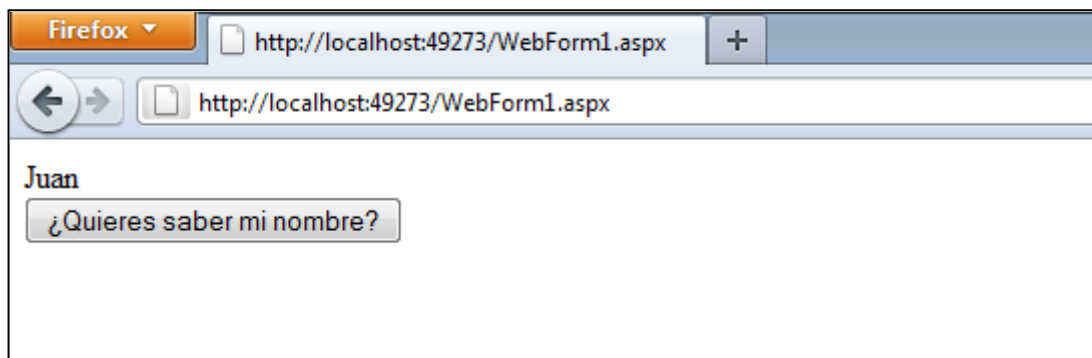 Firefox
http://localhost:49273/WebForm1.aspx
http://localhost:49273/WebForm1.aspx
Juan
¿Quieres saber mi nombre?